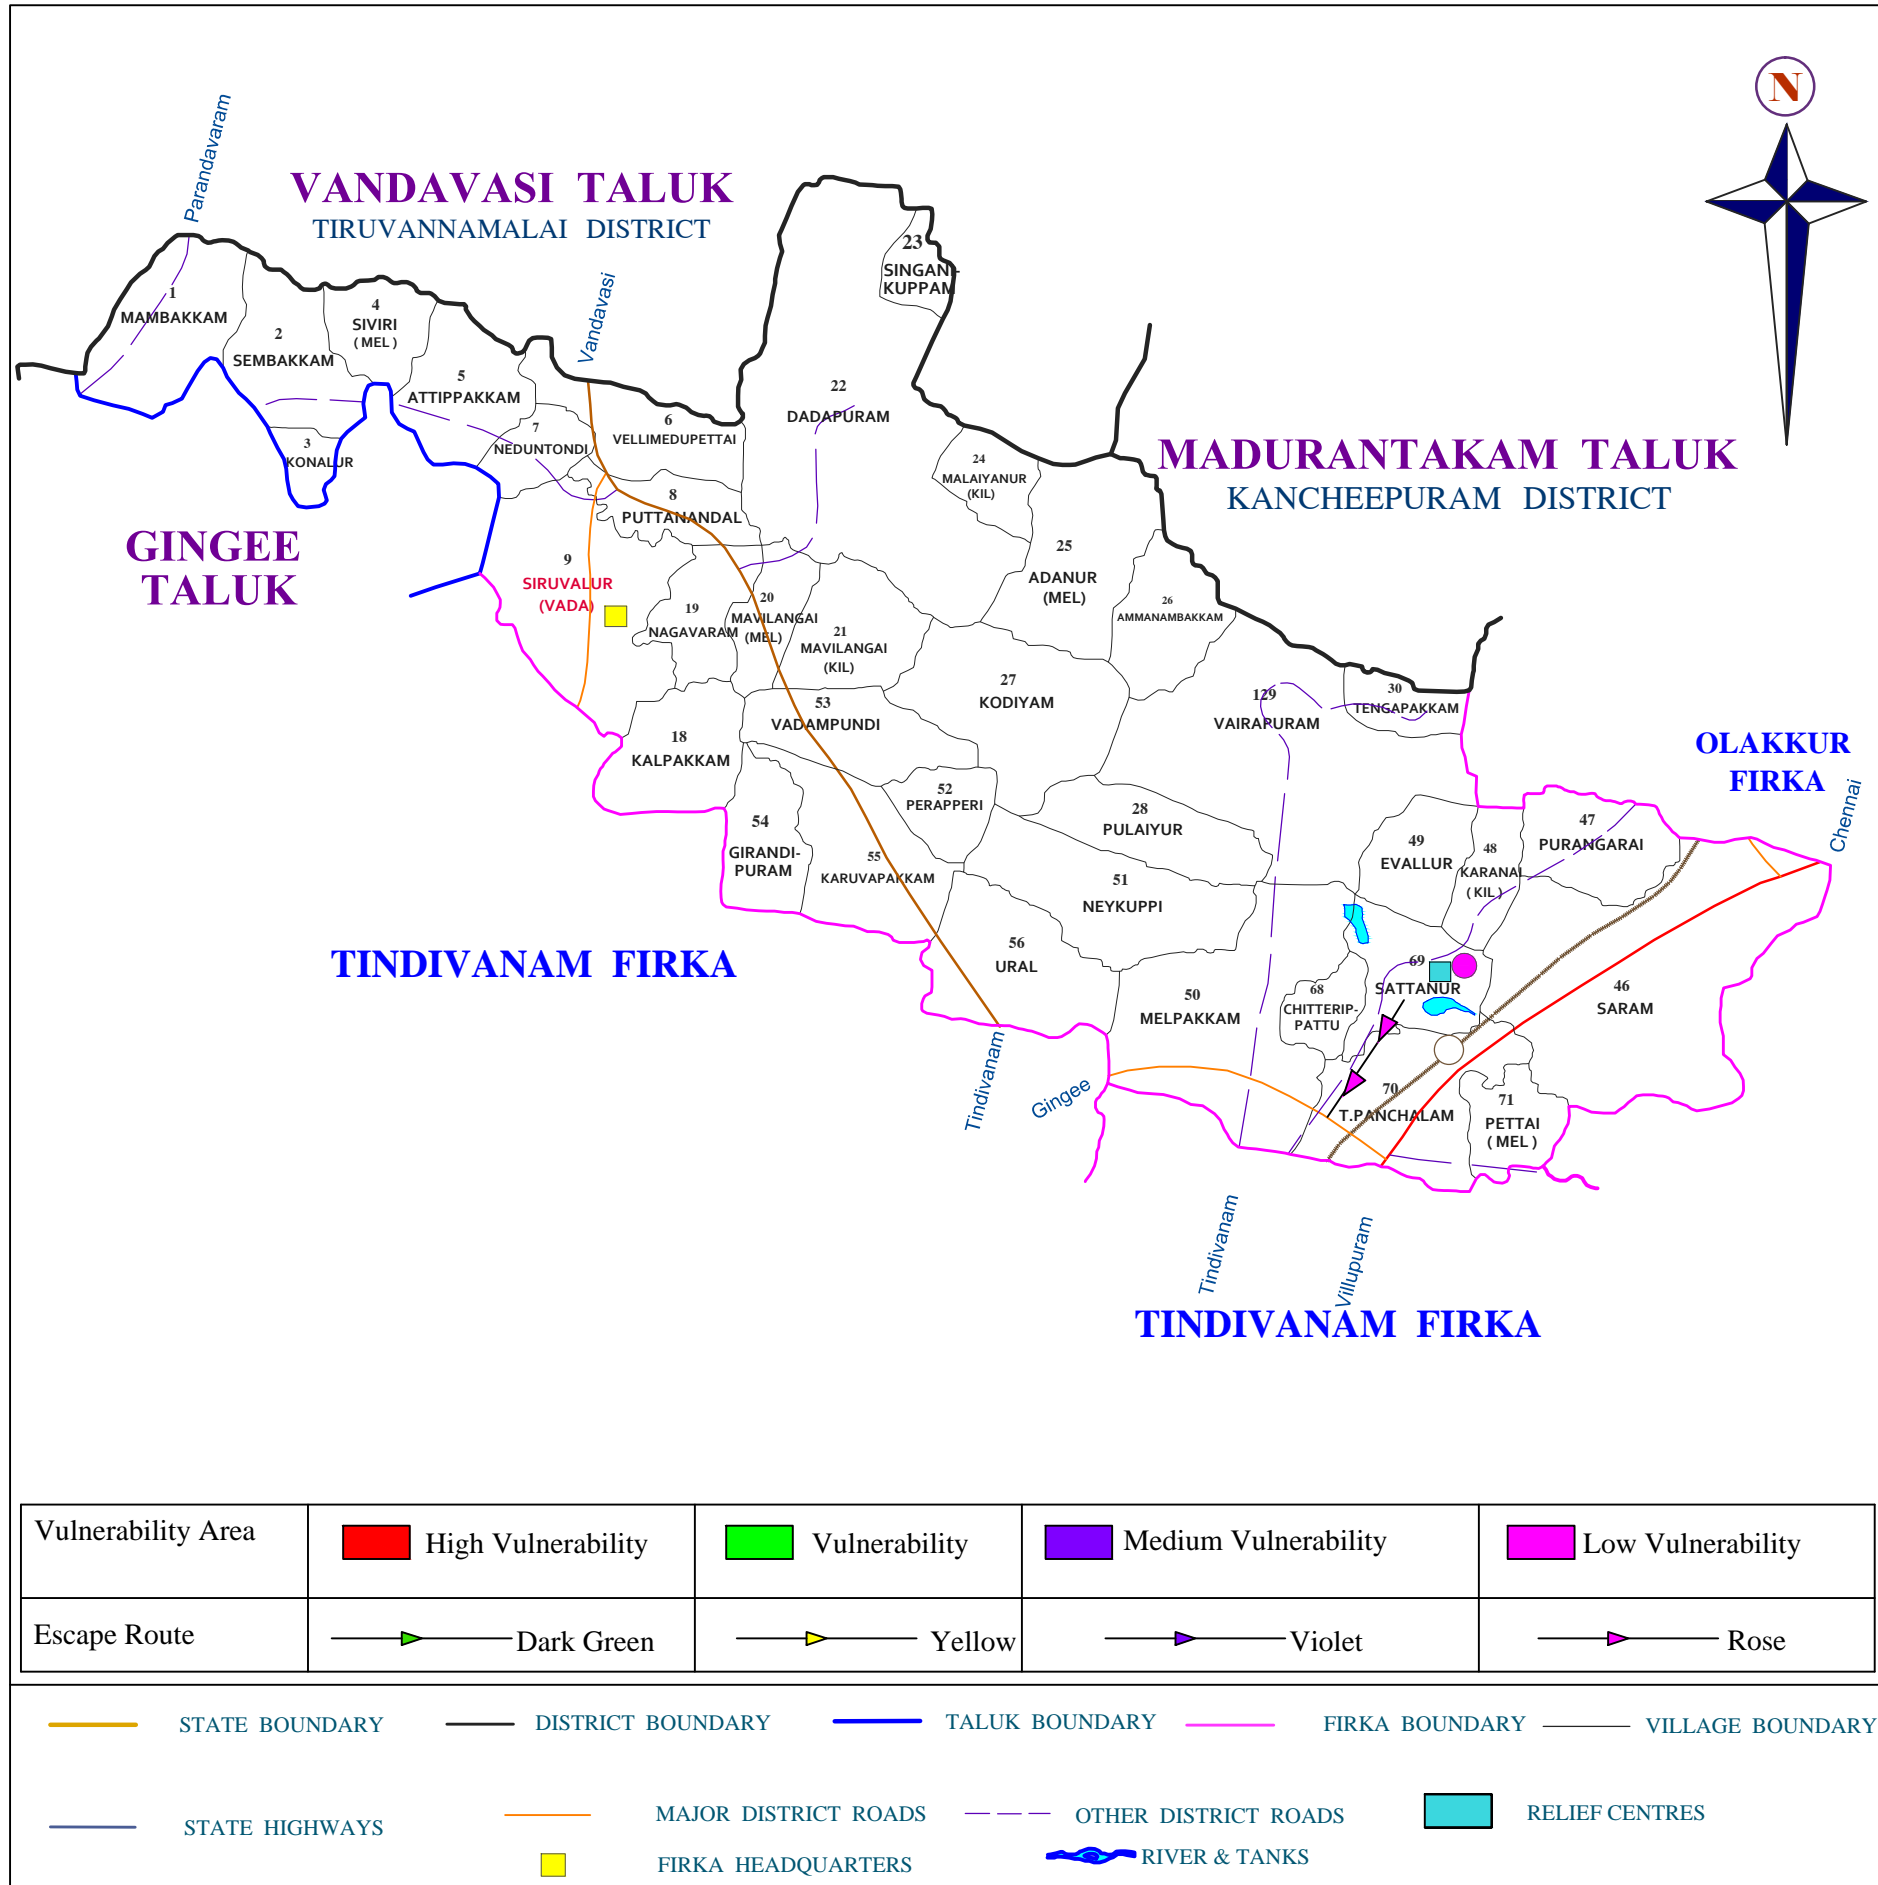 N
Parandavaram
VANDAVASI TALUK
TIRUVANNAMALAI DISTRICT
Vandavasi
23
SINGANI-
KUPPAM
1
MAMBAKKAM
2
SEMBAKKAM
4
SIVIRI
( MEL )
5
ATTIPPAKKAM
3
KONALUR
7
NEDUNTONDI
6
VELLIMEDUPETTAI
22
DADAPURAM
8
PUTTANANDAL
24
MALAIYANUR
(KIL)
MADURANTAKAM TALUK
KANCHEEPURAM DISTRICT
GINGEE
TALUK
9
SIRUVALUR
(VADA)
19
NAGAVARAM
20
MAVILANGAI
(MEL)
21
MAVILANGAI
(KIL)
25
ADANUR
(MEL)
26
AMMANAMBAKKAM
27
KODIYAM
129
VAIRAPURAM
30
TENGAPAKKAM
18
KALPAKKAM
53
VADAMPUNDI
52
PERAPPERI
28
PULAIYUR
OLAKKUR
FIRKA
Chennai
54
GIRANDI-
PURAM
55
KARUVAPAKKAM
51
NEYKUPPI
49
EVALLUR
48
KARANAI
( KIL )
47
PURANGARAI
TINDIVANAM FIRKA
56
URAL
50
MELPAKKAM
68
CHITTERIP-
PATTU
69
SATTANUR
46
SARAM
70
T.PANCHALAM
71
PETTAI
( MEL )
Tindivanam
Gingee
Tindivanam
Villupuram
TINDIVANAM FIRKA
Vulnerability Area
High Vulnerability
Vulnerability
Medium Vulnerability
Low Vulnerability
Escape Route
Dark Green
Yellow
Violet
Rose
STATE BOUNDARY
DISTRICT BOUNDARY
TALUK BOUNDARY
FIRKA BOUNDARY
VILLAGE BOUNDARY
STATE HIGHWAYS
MAJOR DISTRICT ROADS
OTHER DISTRICT ROADS
RELIEF CENTRES
FIRKA HEADQUARTERS
RIVER & TANKS